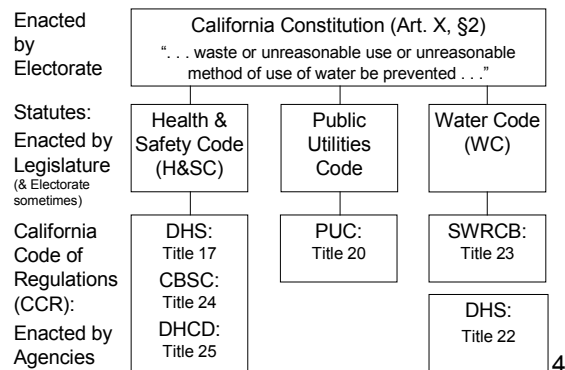 Enacted
by
Electorate
California Constitution (Art. X, §2)
“. . . waste or unreasonable use or unreasonable
method of use of water be prevented . . .”
Statutes:
Enacted by
Legislature
(& Electorate
sometimes)
Health &
Safety Code
(H&SC)
Public
Utilities
Code
Water Code
(WC)
California
Code of
Regulations
(CCR):
Enacted by
Agencies
DHS:
Title 17
CBSC:
Title 24
DHCD:
Title 25
PUC:
Title 20
SWRCB:
Title 23
DHS:
Title 22
4